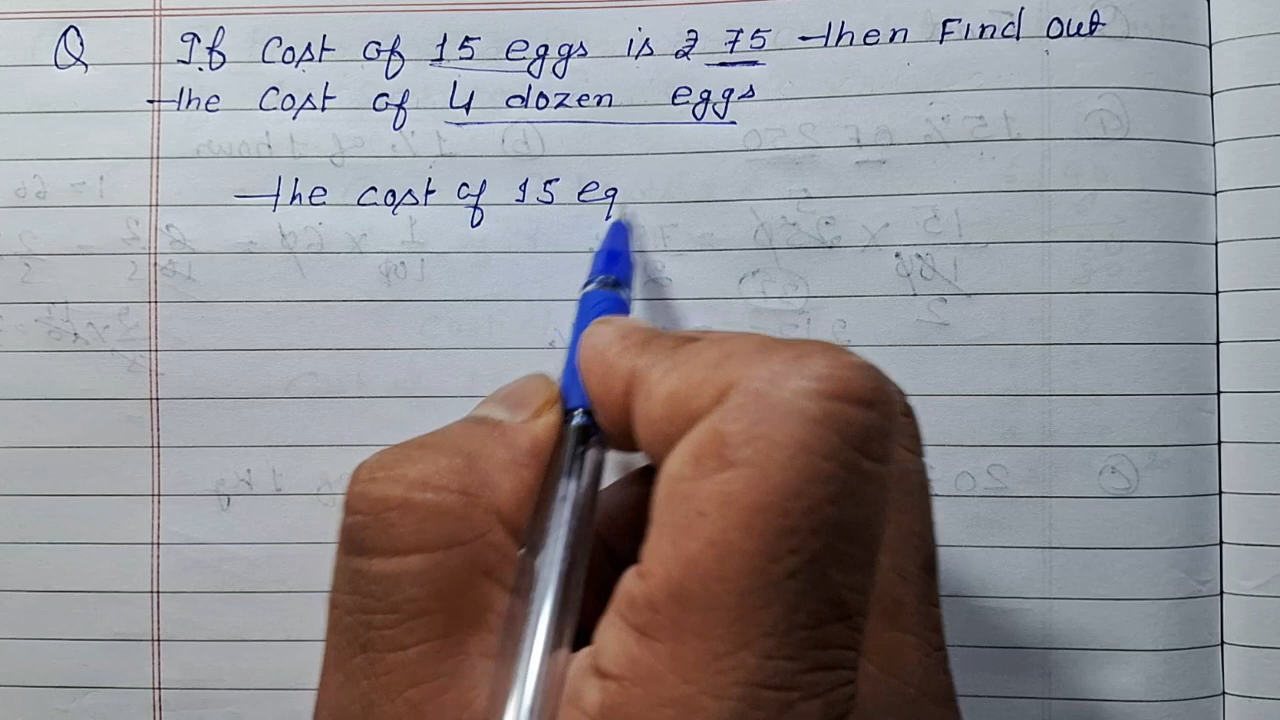 Q If cost of 15 eggs is ₹ 75 then Find out
the cost of 4 dozen eggs
the cost of 15 eg